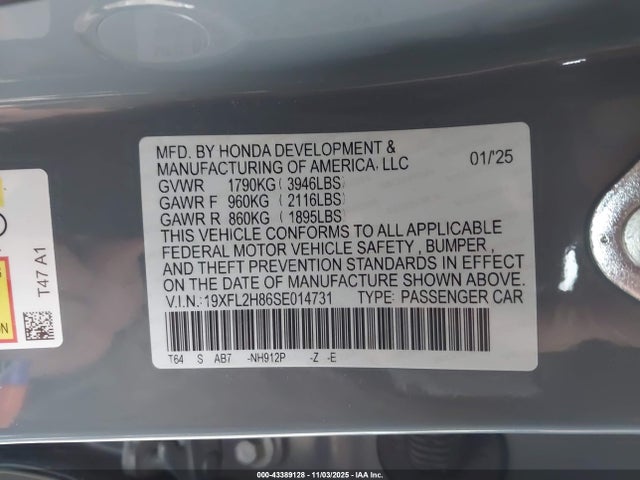 MFD. BY HONDA DEVELOPMENT &
MANUFACTURING OF AMERICA, LLC 01/'25
GVWR 1790KG ( 3946LBS)
GAWR F 960KG ( 2116LBS)
GAWR R 860KG ( 1895LBS)
THIS VEHICLE CONFORMS TO ALL APPLICABLE
FEDERAL MOTOR VEHICLE SAFETY , BUMPER ,
AND THEFT PREVENTION STANDARDS IN EFFECT
ON THE DATE OF MANUFACTURE SHOWN ABOVE.
V.I.N.:19XFL2H86SE014731 TYPE: PASSENGER CAR
T64 S AB7 -NH912P -Z -E
T47 A1
000-43389128 - 11/03/2025 - IAA Inc.